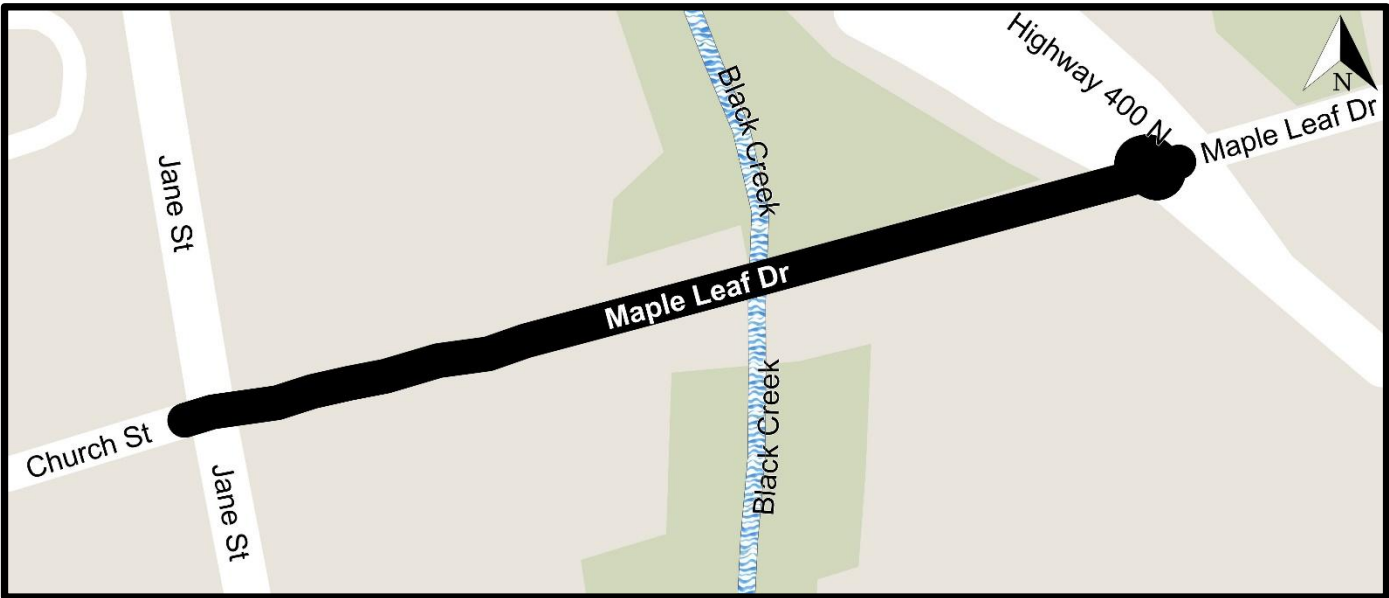 Highway 400 N
N
Maple Leaf Dr
Black Creek
Jane St
Maple Leaf Dr
Black Creek
Church St
Jane St